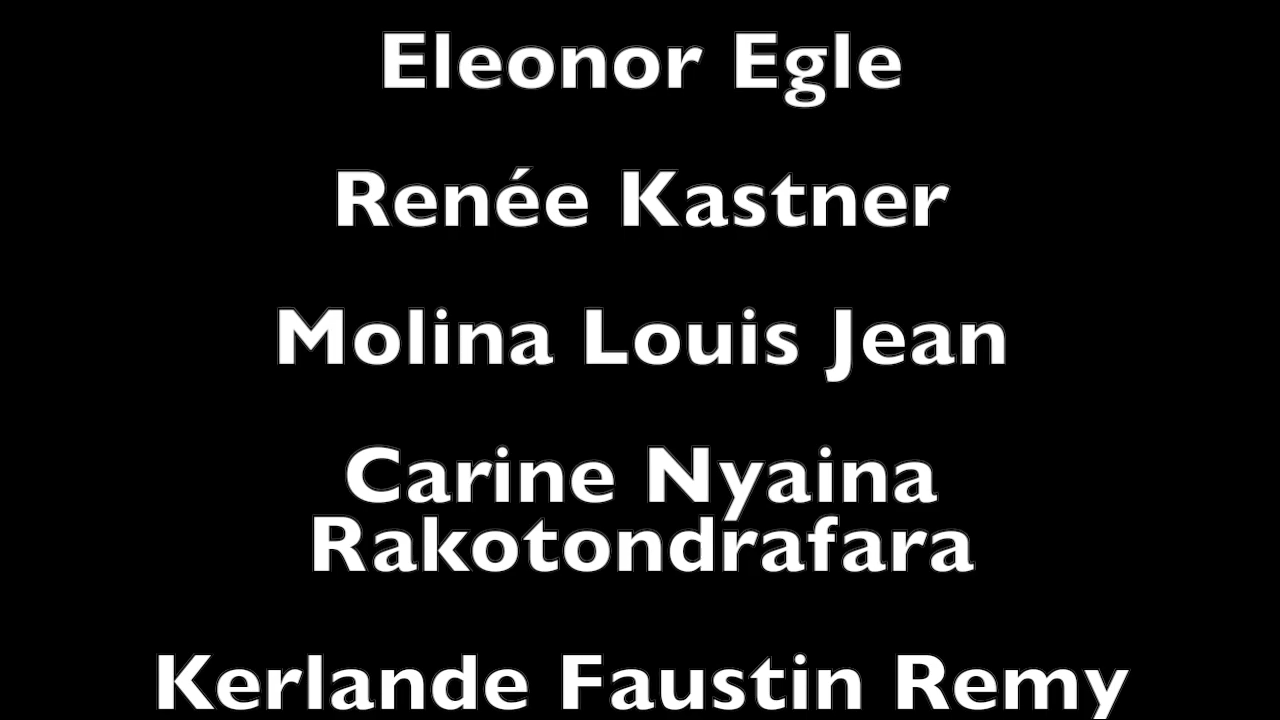 Eleonor Egle
Renée Kastner
Molina Louis Jean
Carine Nyaina
Rakotondrafara
Kerlande Faustin Remy